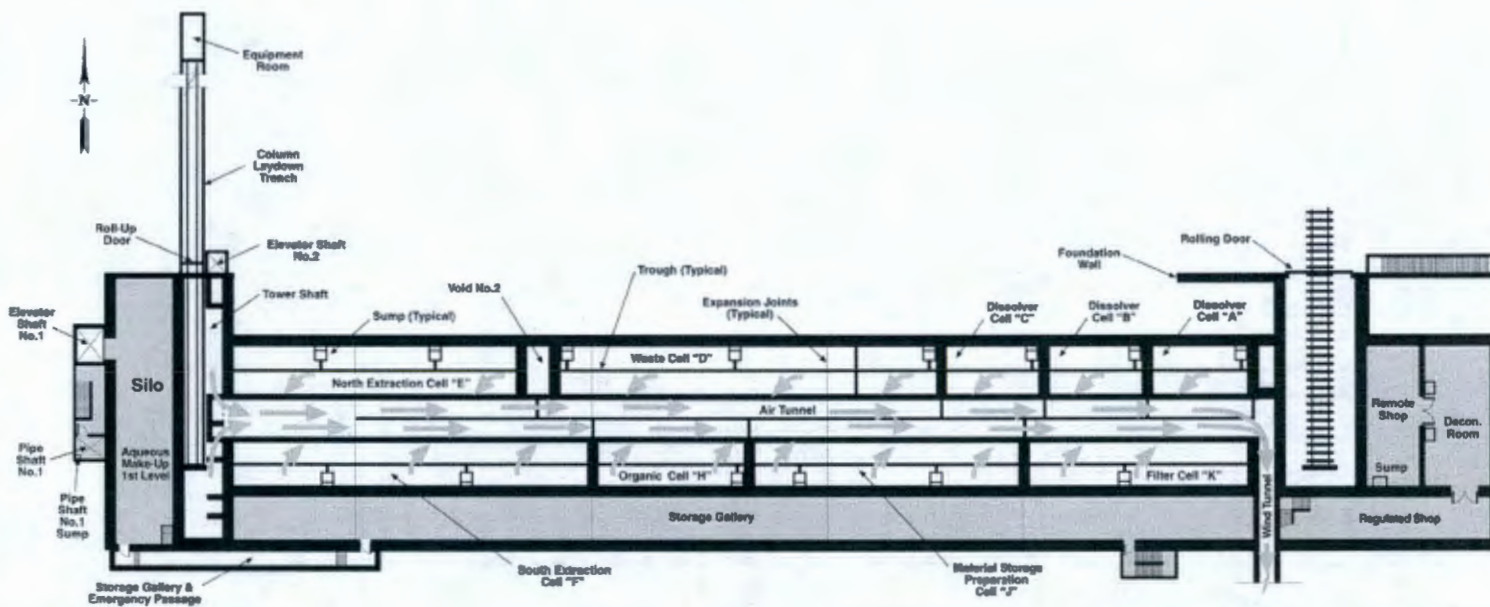 Equipment
Room
N
Column
Laydown
Trench
Roll-Up
Door
Elevator Shaft
No.2
Rolling Door
Foundation
Wall
Trough (Typical)
Void No.2
Expansion Joints
(Typical)
Dissolver
Cell "C"
Dissolver
Cell "B"
Dissolver
Cell "A"
Tower Shaft
Sump (Typical)
Elevator
Shaft
No.1
Waste Cell "D"
Silo
North Extraction Cell "E"
Air Tunnel
Remote
Shop
Decon.
Room
Pipe
Shaft
No.1
Aqueous
Make-Up
1st Level
Organic Cell "H"
Filter Cell "K"
Sump
Pipe
Shaft
No.1
Sump
Storage Gallery
Wind Tunnel
Regulated Shop
South Extraction
Cell "F"
Material Storage
Preparation
Cell "J"
Storage Gallery &
Emergency Passage